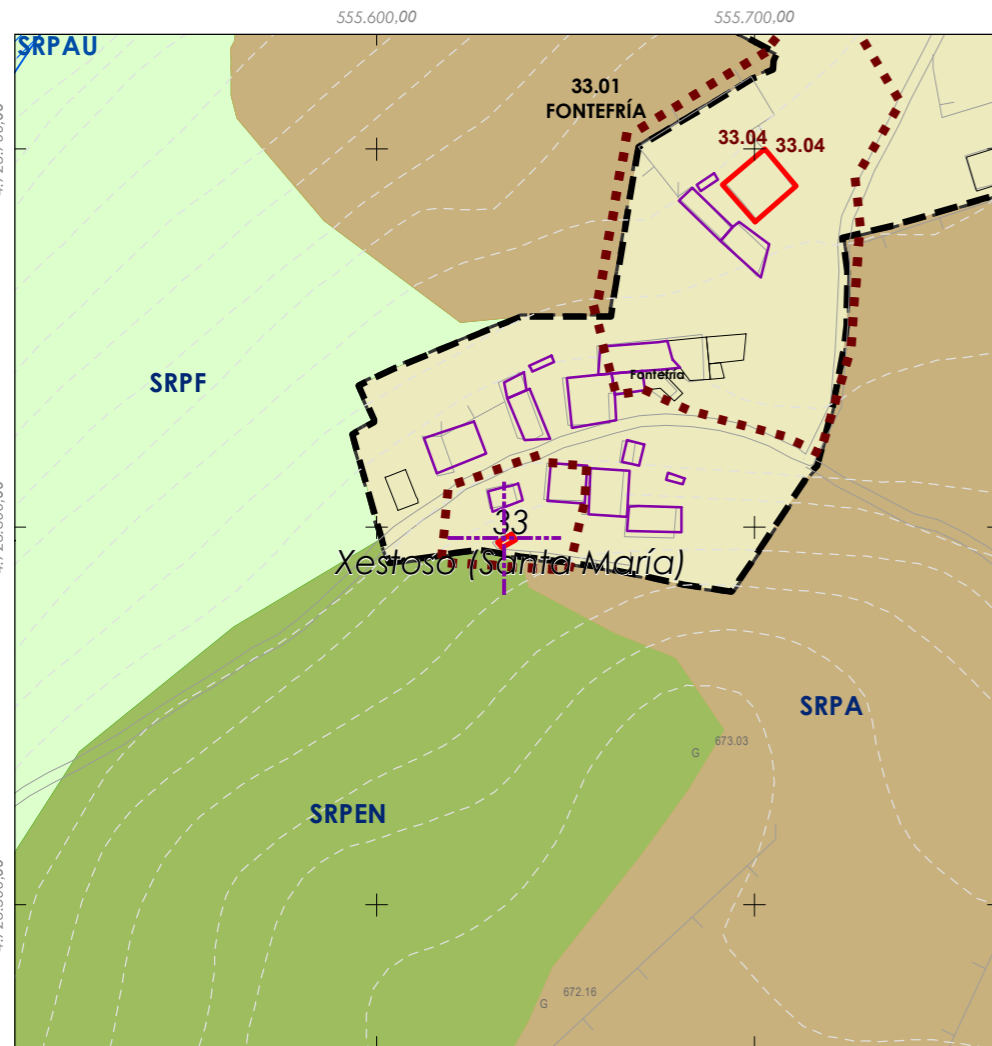 555.600,00
555.700,00
SRPAU
33.01
FONTEFRÍA
33.04
33.04
SRPF
Fontefría
33
Xestoso (Santa María)
SRPA
673.03
G
SRPEN
672.16
G